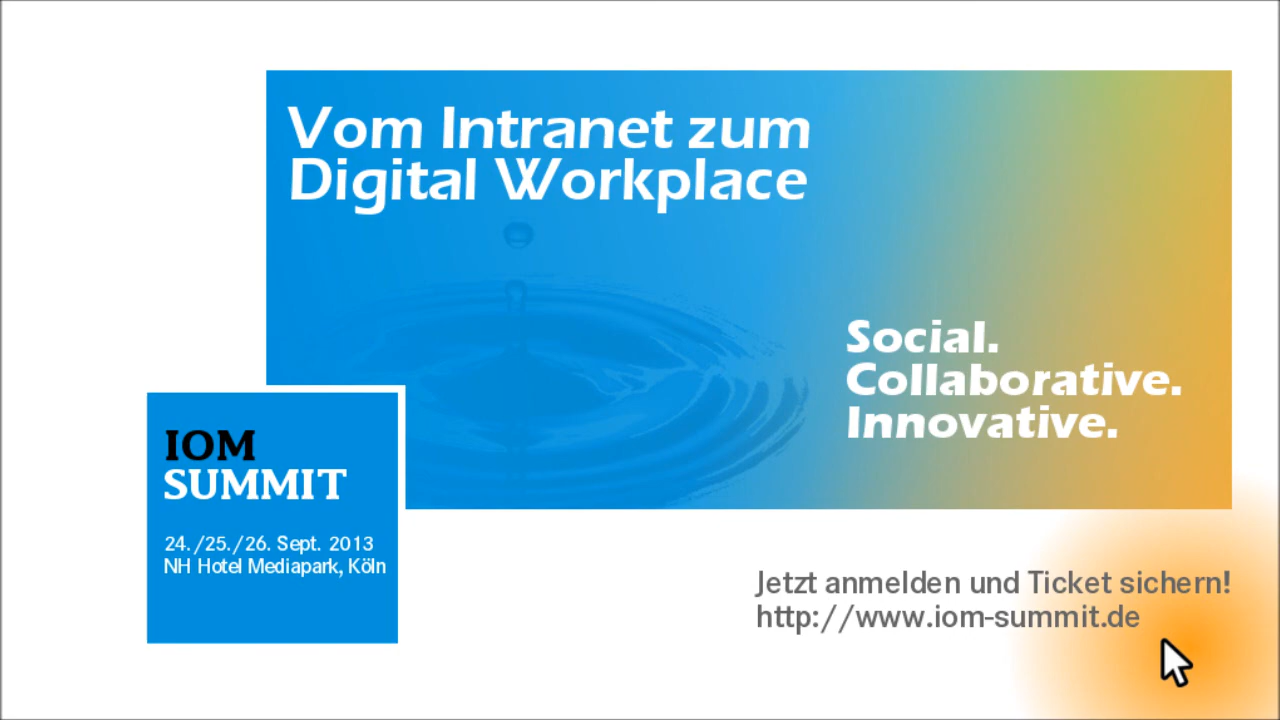 Vom Intranet zum
Digital Workplace
Social.
Collaborative.
Innovative.
IOM
SUMMIT
24./25./26. Sept. 2013
NH Hotel Mediapark, Köln
Jetzt anmelden und Ticket sichern!
http://www.iom-summit.de